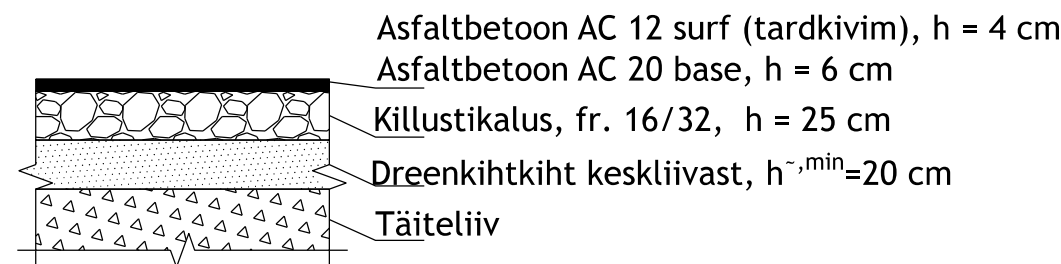 Asfaltbetoon AC 12 surf (tardkivim), h = 4 cm
Asfaltbetoon AC 20 base, h = 6 cm
Killustikalus, fr. 16/32, h = 25 cm
Dreenkihtkiht keskliivast, h~,min=20 cm
Täiteliiv